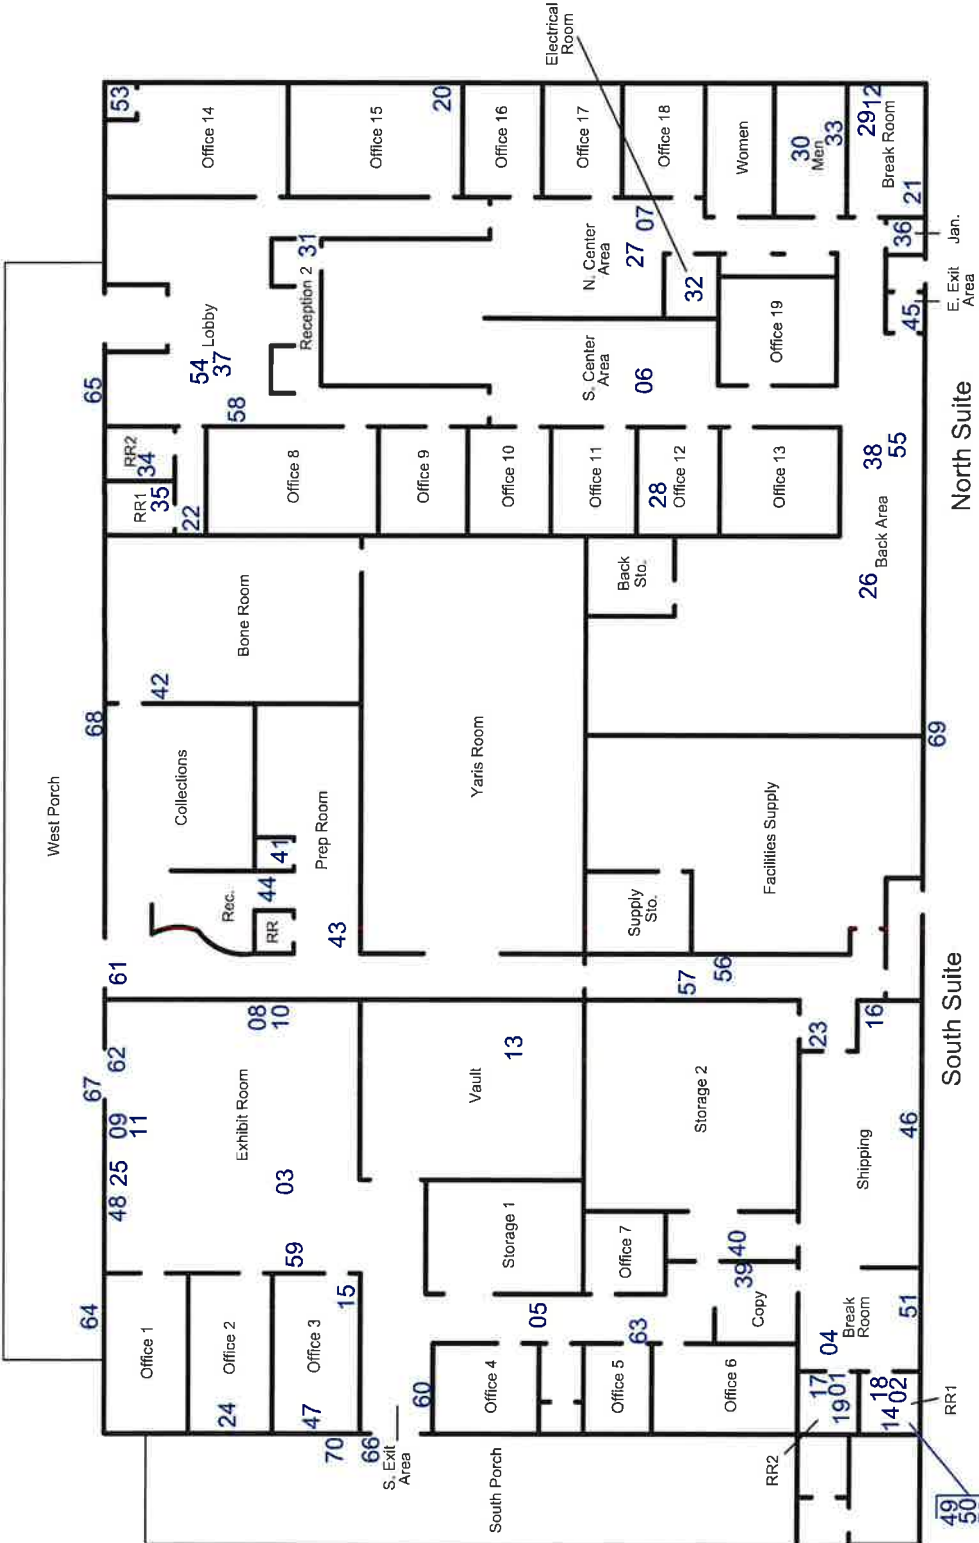 Electrical
Room
53
Office 14
Office 15
20
Office 16
Office 17
Office 18
Women
30
Men
33
29
12
Break Room
21
31
07
27
N. Center
Area
32
36
Jan.
Lobby
Reception 2
54
37
65
58
S. Center
Area
06
Office 19
45
E. Exit
Area
RR2
34
RR1
35
22
Office 8
Office 9
Office 10
Office 11
28
Office 12
Office 13
38
55
North Suite
Back Area
26
Bone Room
42
Back
Sto.
68
69
West Porch
Collections
Yaris Room
Prep Room
41
44
Rec.
RR
43
Supply
Sto.
Facilities Supply
61
57
56
08
10
13
23
16
South Suite
62
67
09
11
48
25
Exhibit Room
03
Vault
Storage 2
Shipping
46
59
Storage 1
Office 7
40
39
64
15
05
63
Copy
04
Break
Room
51
Office 1
Office 2
Office 3
24
47
60
Office 4
Office 5
Office 6
17
01
19
18
02
14
RR1
70
66
S. Exit
Area
South Porch
RR2
49
50